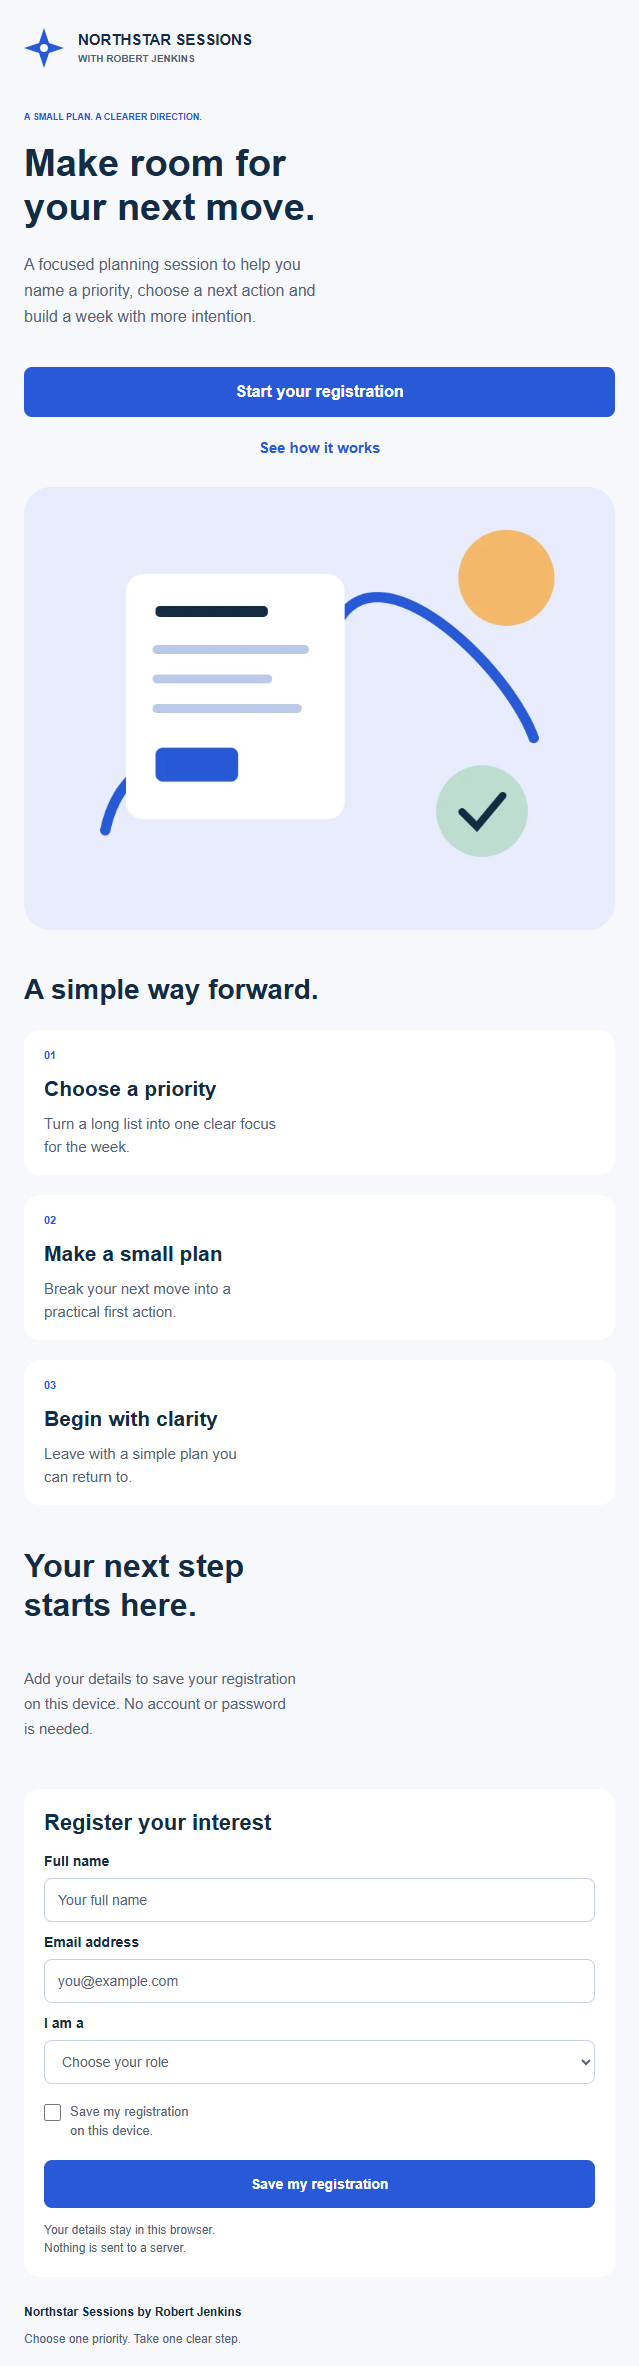 NORTHSTAR SESSIONS
WITH ROBERT JENKINS
A SMALL PLAN. A CLEARER DIRECTION.
Make room for
your next move.
A focused planning session to help you
name a priority, choose a next action and
build a week with more intention.
Start your registration
See how it works
A simple way forward.
01
Choose a priority
Turn a long list into one clear focus
for the week.
02
Make a small plan
Break your next move into a
practical first action.
03
Begin with clarity
Leave with a simple plan you
can return to.
Your next step
starts here.
Add your details to save your registration
on this device. No account or password
is needed.
Register your interest
Full name
Your full name
Email address
you@example.com
I am a
Choose your role
Save my registration
on this device.
Save my registration
Your details stay in this browser.
Nothing is sent to a server.
Northstar Sessions by Robert Jenkins
Choose one priority. Take one clear step.